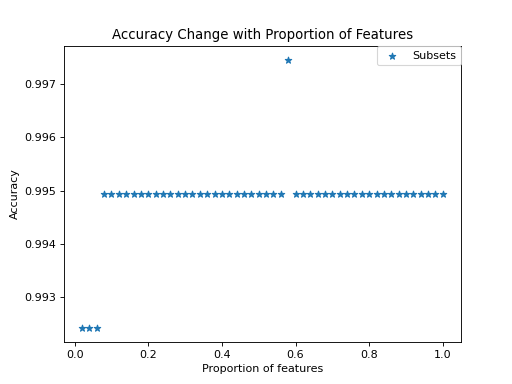 Accuracy Change with Proportion of Features
Subsets
0.997
0.996
0.995
0.994
0.993
Accuracy
0.0 0.2 0.4 0.6 0.8 1.0
Proportion of features